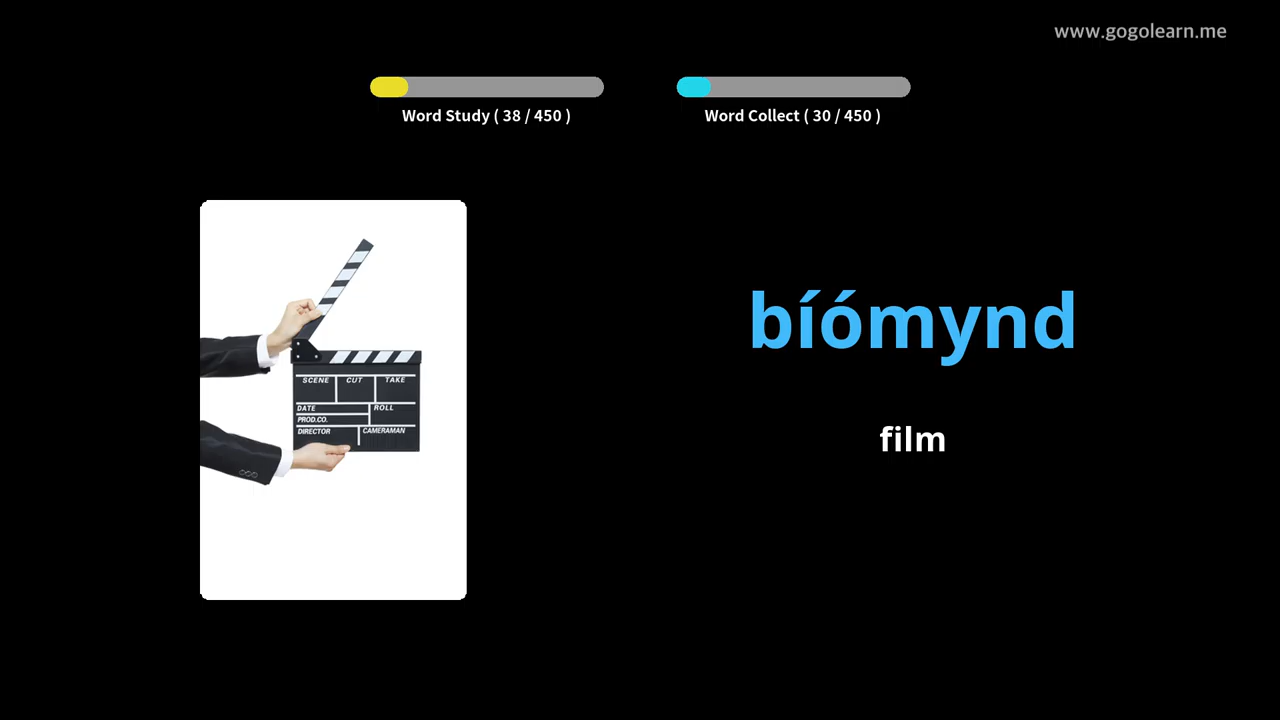 www.gogolearn.me
Word Study ( 38 / 450 )
Word Collect ( 30 / 450 )
SCENE CUT TAKE
DATE ROLL
PROD.CO.
DIRECTOR CAMERAMAN
bíómynd
film